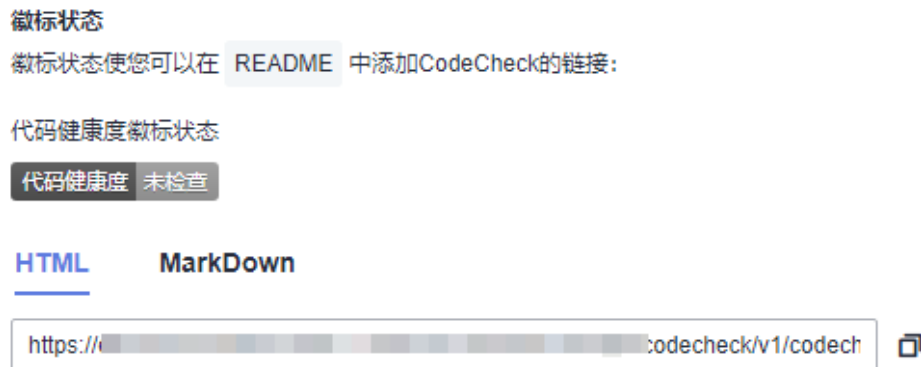 徽标状态
徽标状态使您可以在 README 中添加CodeCheck的链接：
代码健康度徽标状态
代码健康度 未检查
HTML MarkDown
https:// codecheck/v1/codech